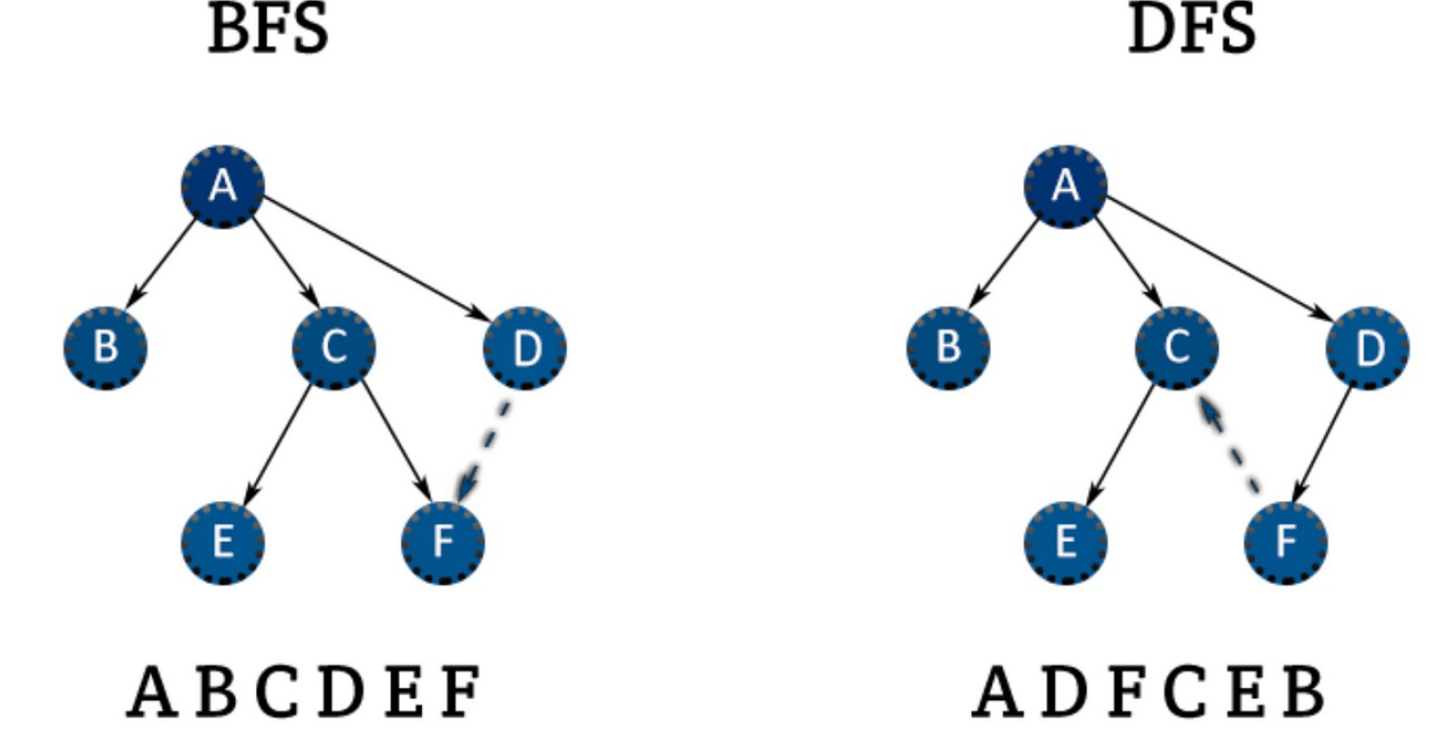 BFS
A
B C D
E F
A B C D E F
DFS
A
B C D
E F
A D F C E B